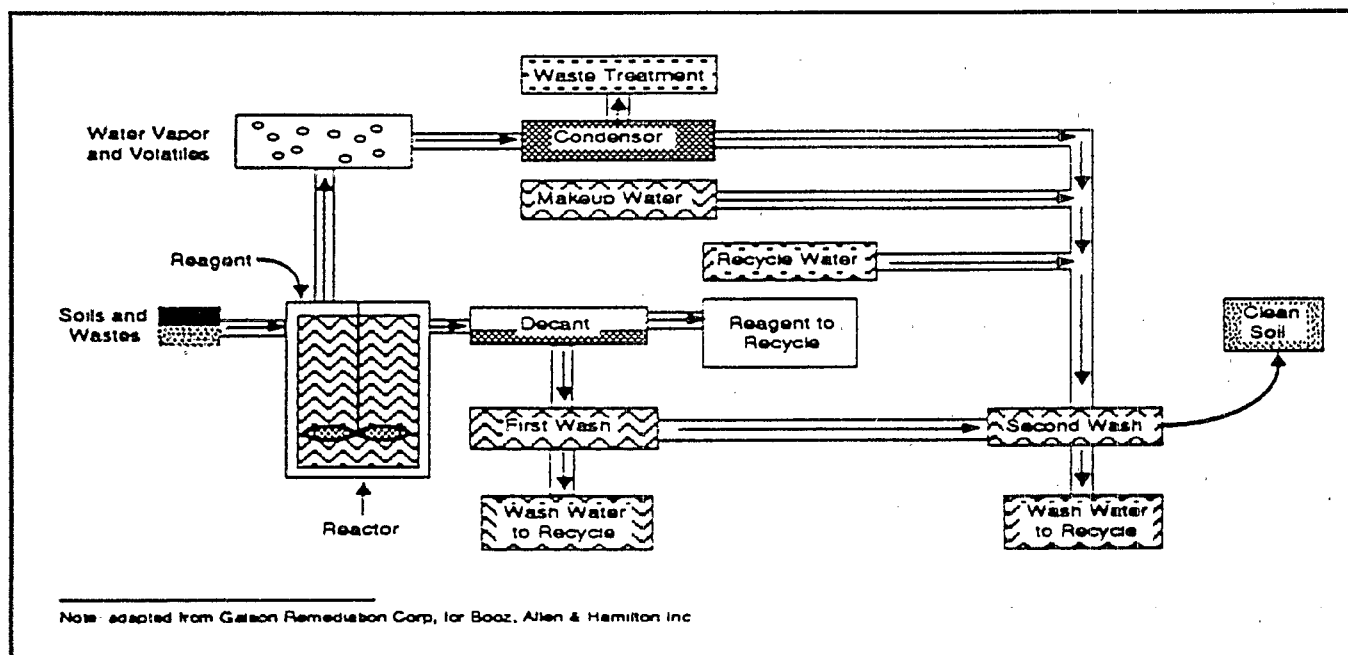 Waste Treatment
Water Vapor
and Volatiles
Condensor
Makeup Water
Reagent
Recycle Water
Soils and
Wastes
Decant
Reagent to
Recycle
Clean
Soil
First Wash
Second Wash
Wash Water
to Recycle
Wash Water
to Recycle
Reactor
Note: adapted from Galson Remediation Corp, for Booz, Allen & Hamilton Inc